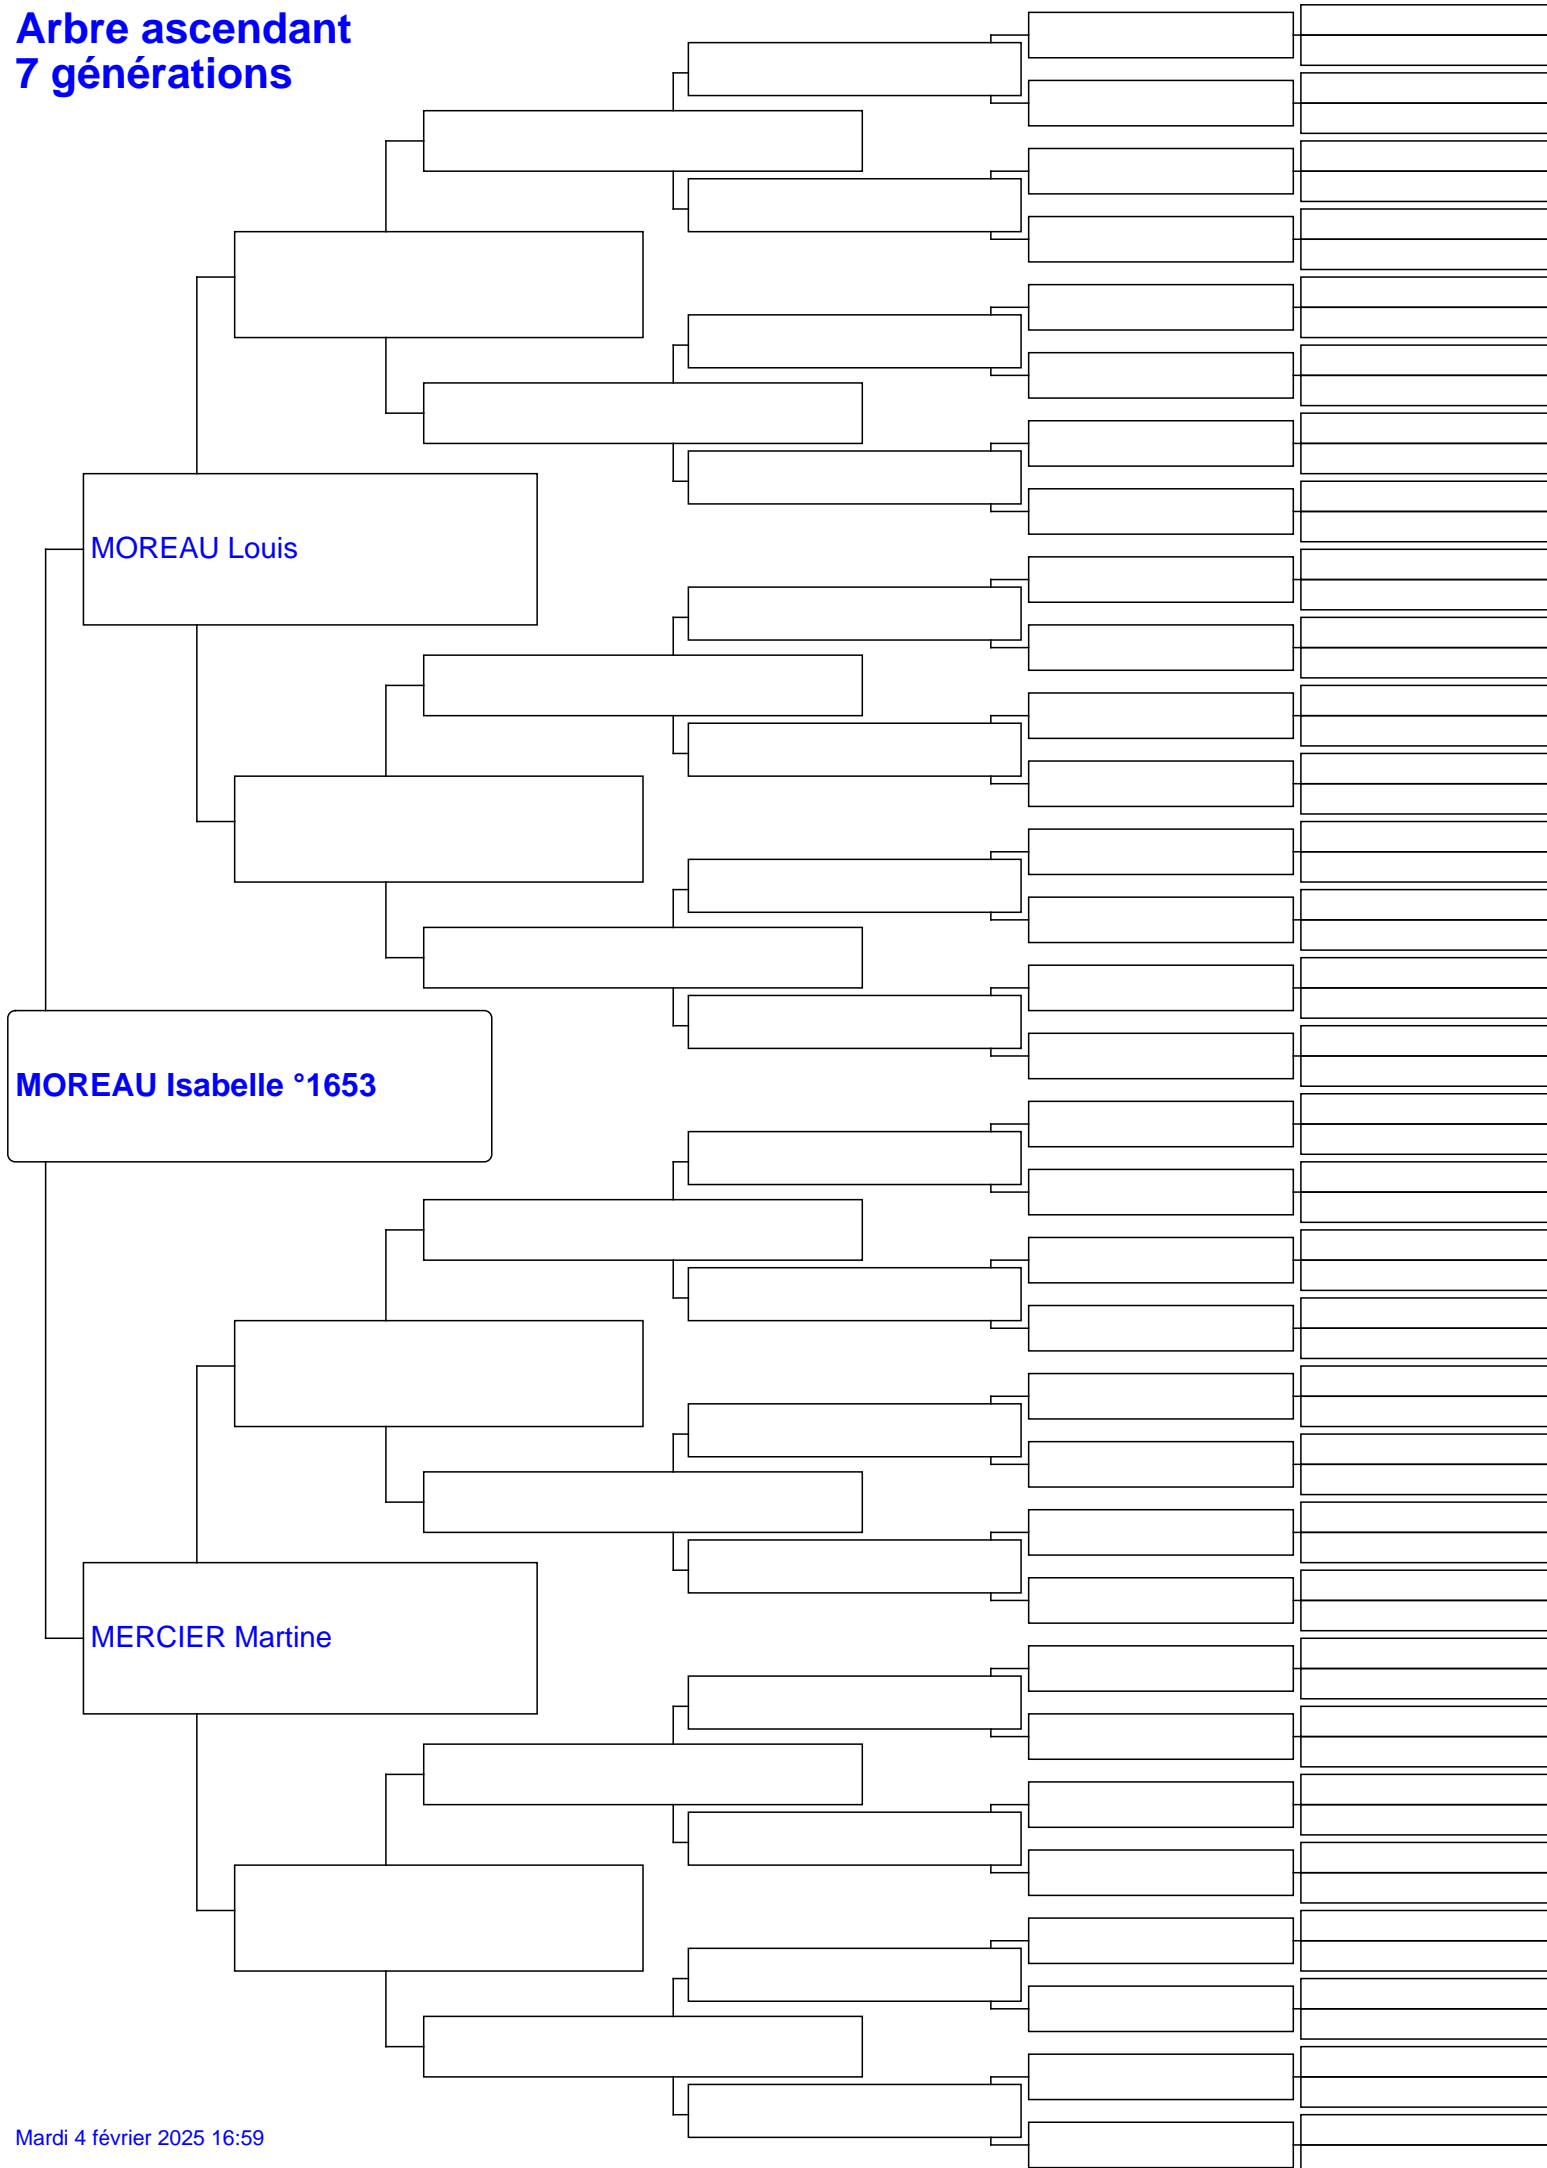 Arbre ascendant
7 générations
MOREAU Louis
MOREAU Isabelle °1653
MERCIER Martine
Mardi 4 février 2025 16:59